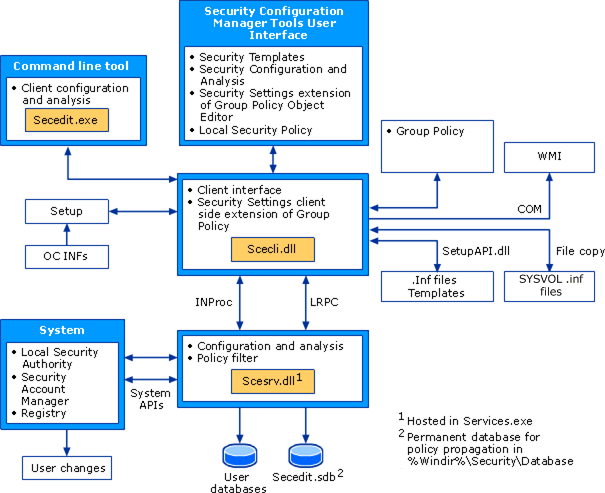 Security Configuration
Manager Tools User
Interface
• Security Templates
• Security Configuration and
Analysis
• Security Settings extension
of Group Policy Object
Editor
• Local Security Policy
Command line tool
• Client configuration
and analysis
Secedit.exe
• Group Policy
WMI
COM
Setup
OC INFs
• Client interface
• Security Settings client
side extension of Group
Policy
Scecli.dll
SetupAPI.dll
File copy
.Inf files
Templates
SYSVOL .inf
files
INProc
LRPC
System
• Local Security
Authority
• Security
Account
Manager
• Registry
System
APIs
• Configuration and analysis
• Policy filter
Scesrv.dll1
User changes
User
databases
Secedit.sdb2
1 Hosted in Services.exe
2 Permanent database for
policy propagation in
%Windir%\Security\Database